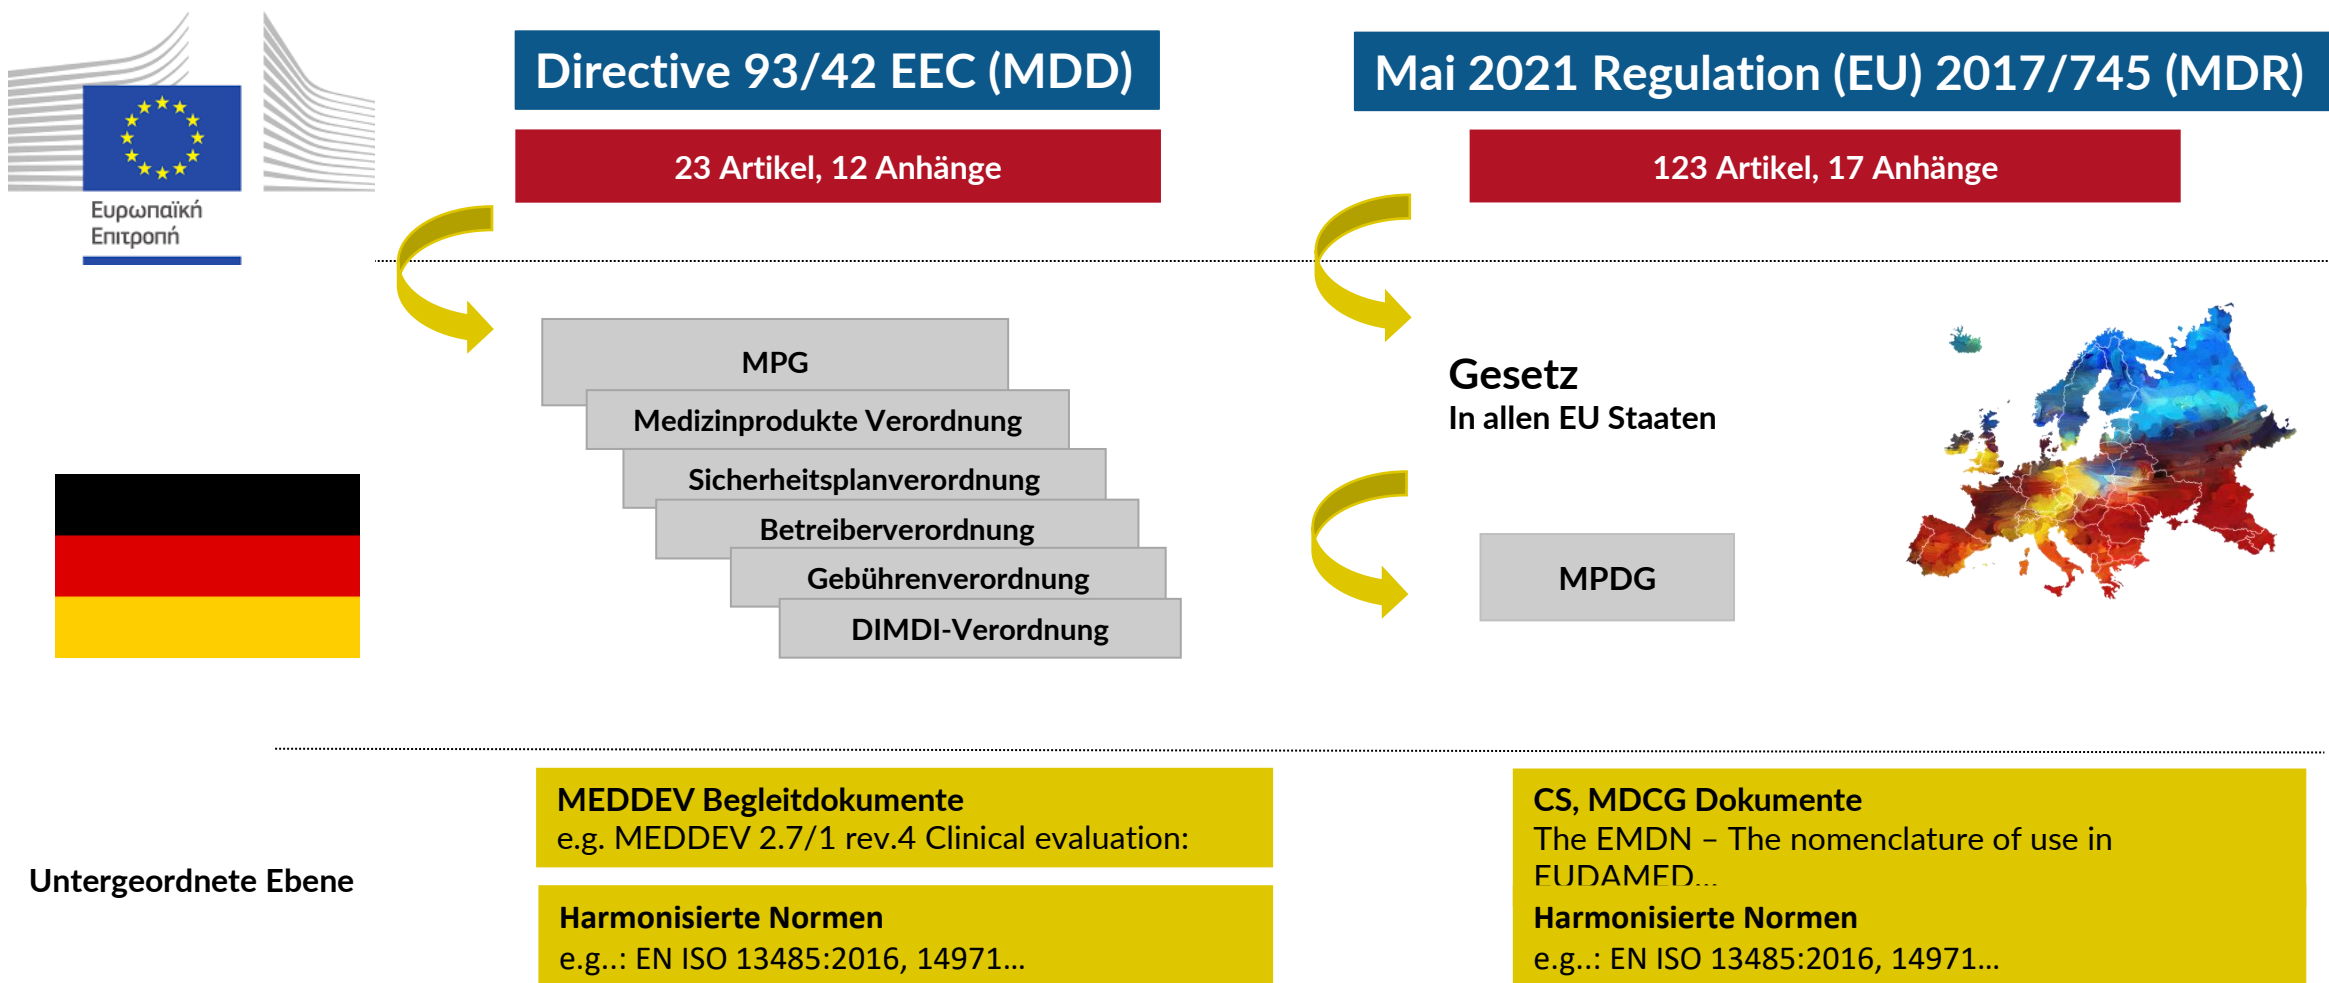 Directive 93/42 EEC (MDD)
Mai 2021 Regulation (EU) 2017/745 (MDR)
23 Artikel, 12 Anhänge
123 Artikel, 17 Anhänge
Ευρωπαϊκή
Επιτροπή
MPG
Medizinprodukte Verordnung
Sicherheitsplanverordnung
Betreiberverordnung
Gebührenverordnung
DIMDI-Verordnung
Gesetz
In allen EU Staaten
MPDG
Untergeordnete Ebene
MEDDEV Begleitdokumente
e.g. MEDDEV 2.7/1 rev.4 Clinical evaluation:
Harmonisierte Normen
e.g..: EN ISO 13485:2016, 14971...
CS, MDCG Dokumente
The EMDN – The nomenclature of use in
EUDAMED...
Harmonisierte Normen
e.g..: EN ISO 13485:2016, 14971...